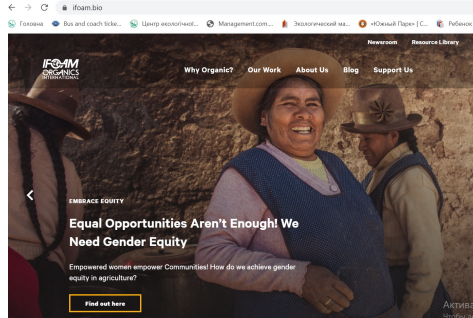 ifoam.bio
Головна Bus and coach ticke... Центр екологічної... Management.com.... Экологический ма... «Южный Парк» | С... Ребенок
Newsroom Resource Library
IFOAM
ORGANICS
INTERNATIONAL
Why Organic? Our Work About Us Blog Support Us
EMBRACE EQUITY
Equal Opportunities Aren't Enough! We
Need Gender Equity
Empowered women empower Communities! How do we achieve gender
equity in agriculture?
Find out here
Актива